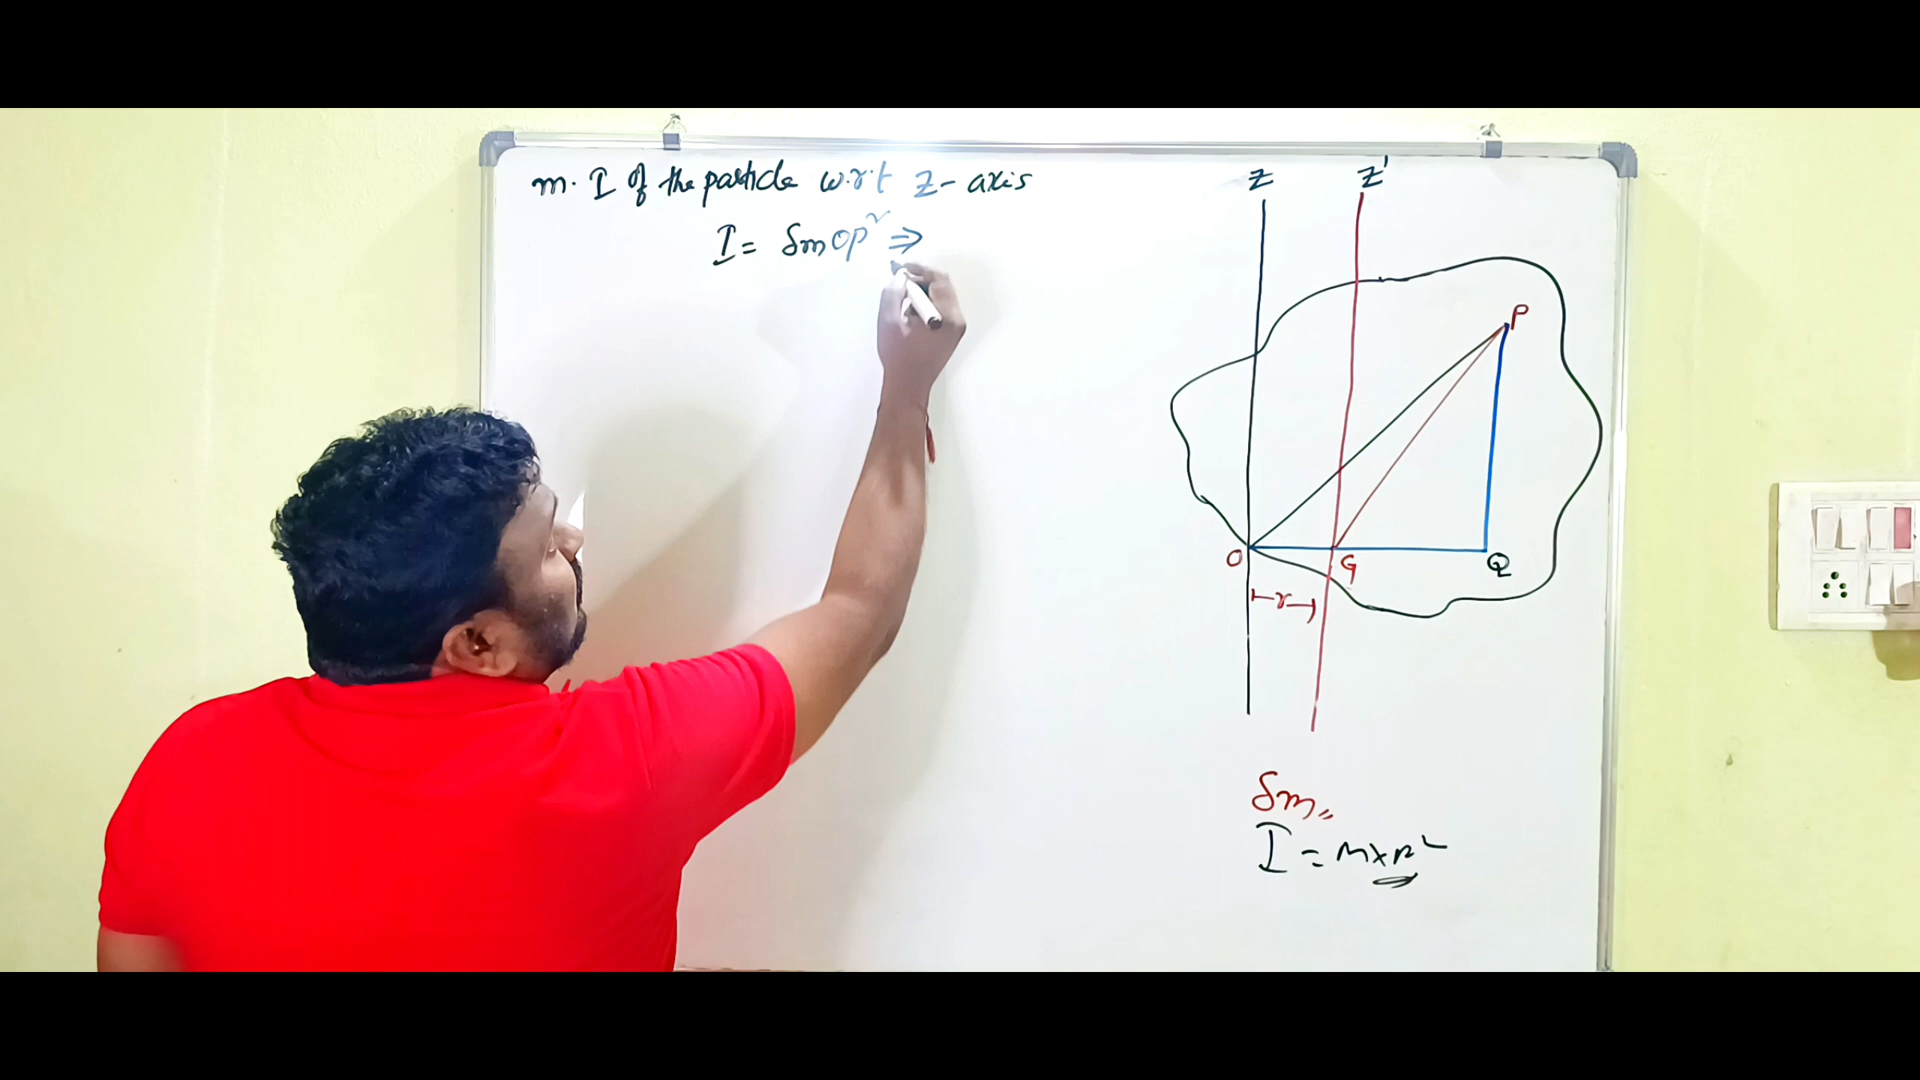 m. I of the particle w.r.t Z-axis
I = δm OP² ⇒
Z Z'
P
O G Q
r
δm
I = M×R²